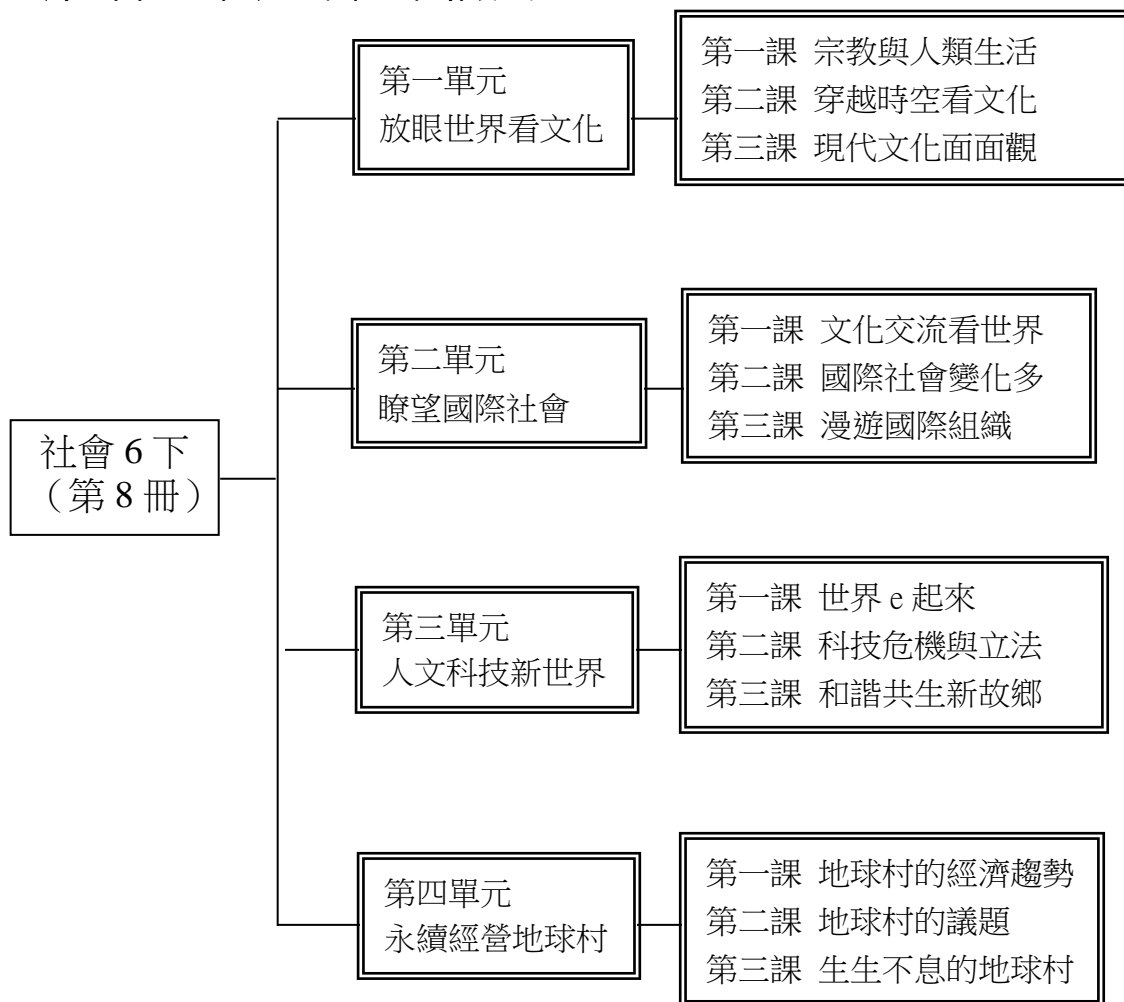 第一單元
放眼世界看文化
第一課 宗教與人類生活
第二課 穿越時空看文化
第三課 現代文化面面觀
第二單元
瞭望國際社會
第一課 文化交流看世界
第二課 國際社會變化多
第三課 漫遊國際組織
社會 6 下
（第 8 冊）
第三單元
人文科技新世界
第一課 世界 e 起來
第二課 科技危機與立法
第三課 和諧共生新故鄉
第四單元
永續經營地球村
第一課 地球村的經濟趨勢
第二課 地球村的議題
第三課 生生不息的地球村